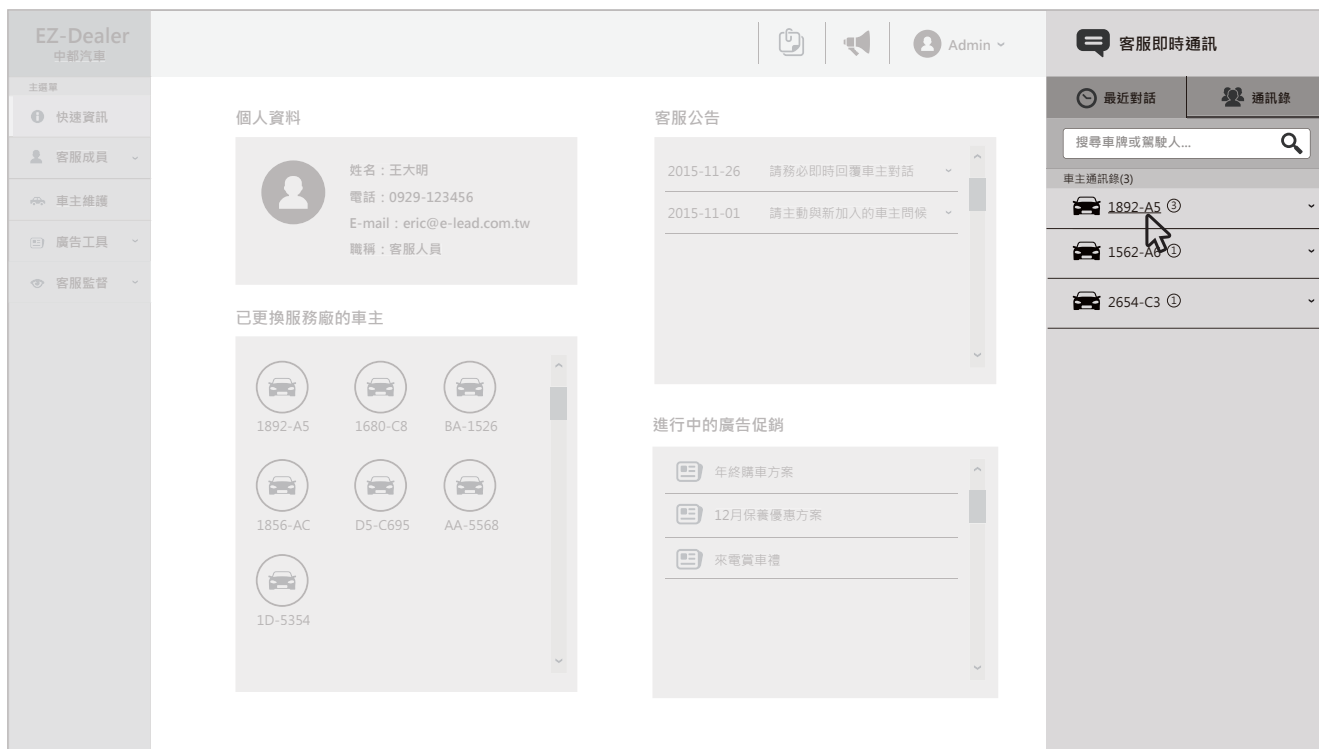 EZ-Dealer
中都汽車
Admin
客服即時通訊
主選單
快速資訊
客服成員
車主維護
廣告工具
客服監督
個人資料
姓名：王大明
電話：0929-123456
E-mail：eric@e-lead.com.tw
職稱：客服人員
已更換服務廠的車主
1892-A5
1680-C8
BA-1526
1856-AC
D5-C695
AA-5568
1D-5354
客服公告
2015-11-26 請務必即時回覆車主對話
2015-11-01 請主動與新加入的車主問候
進行中的廣告促銷
年終購車方案
12月保養優惠方案
來電賞車禮
最近對話
通訊錄
搜尋車牌或駕駛人...
車主通訊錄(3)
1892-A5 ③
1562-A6 ①
2654-C3 ①